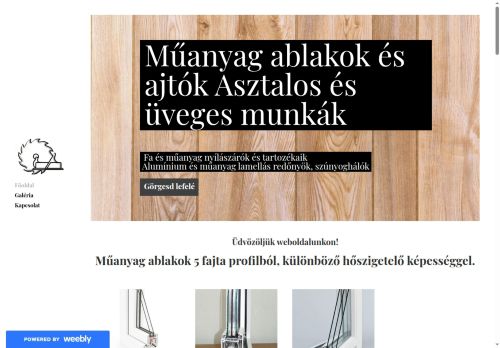 Műanyag ablakok és
ajtók Asztalos és
üveges munkák
Fa és műanyag nyílászárók és tartozékaik
Alumínium és műanyag lamellás redőnyök, szúnyoghálók
Görgesd lefelé
Főoldal
Galéria
Kapcsolat
Üdvözöljük weboldalunkon!
Műanyag ablakok 5 fajta profilból, különböző hőszigetelő képességgel.
POWERED BY weebly